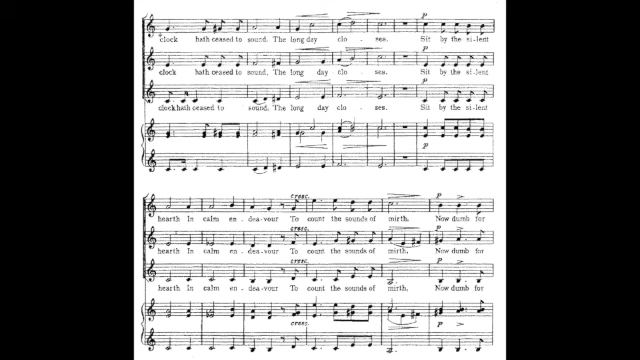 clock hath ceased to sound, The long day clo - ses. Sit by the si-lent
clock hath ceased to sound, The long day clo - ses. Sit by the si-lent
clock hath ceased to sound, The long day clo - ses. Sit by the si-lent
p
p
p
p
p
cresc.
hearth In calm en - dea-vour To count the sounds of mirth, Now dumb for
cresc.
hearth In calm en - dea-vour To count the sounds of mirth, Now dumb for
cresc.
hearth In calm en - dea-vour To count the sounds of mirth, Now dumb for
cresc.
p
p
p
p